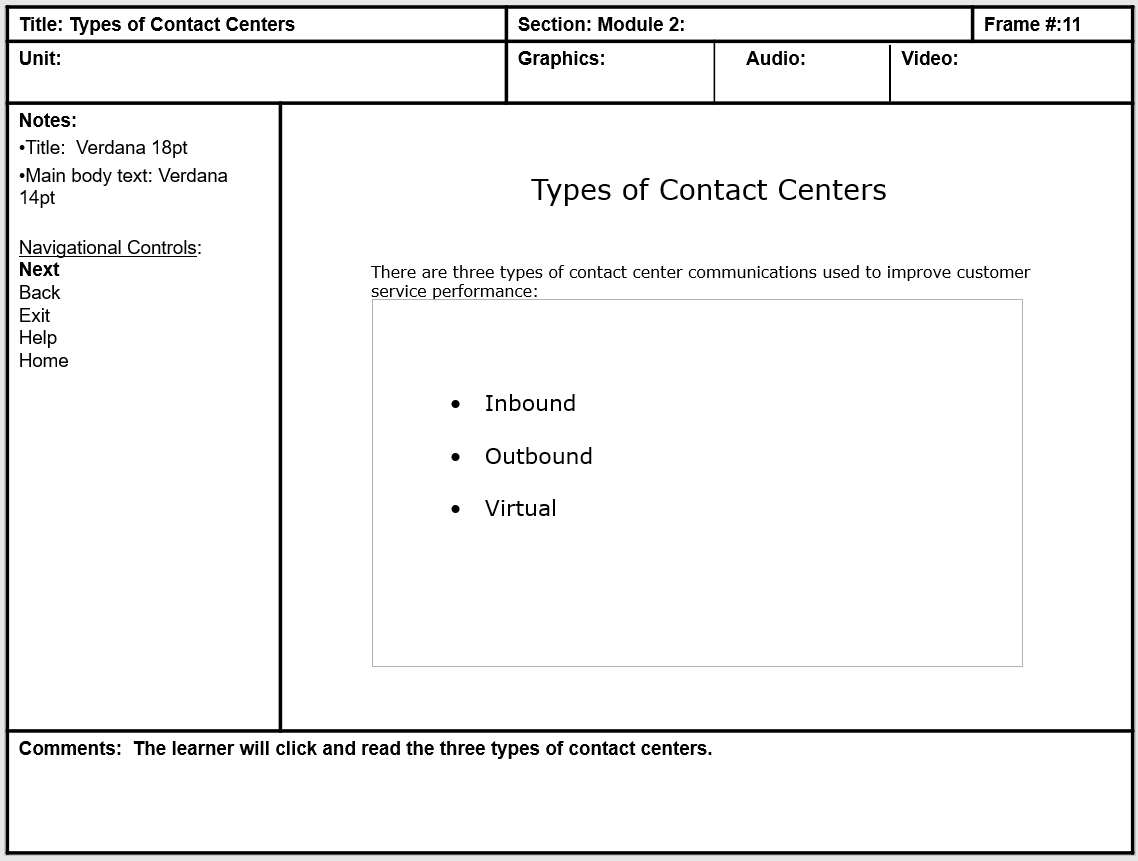 Title: Types of Contact Centers
Section: Module 2:
Frame #:11
Unit:
Graphics:
Audio:
Video:
Notes:
•Title:  Verdana 18pt
•Main body text: Verdana
14pt
Navigational Controls:
Next
Back
Exit
Help
Home
Types of Contact Centers
There are three types of contact center communications used to improve customer
service performance:
• Inbound
• Outbound
• Virtual
Comments:  The learner will click and read the three types of contact centers.